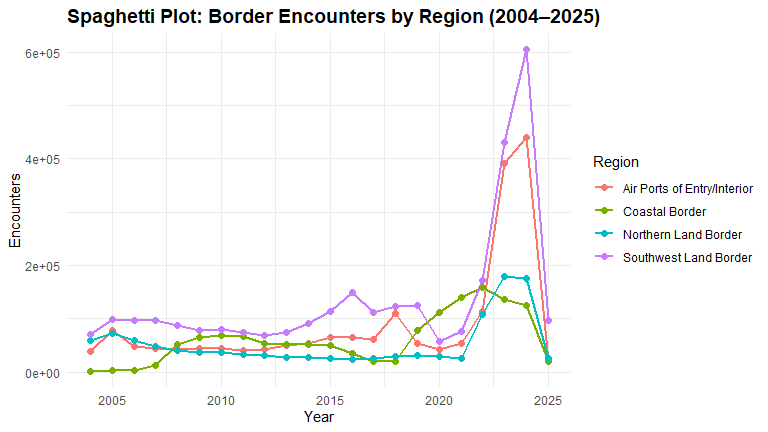 Spaghetti Plot: Border Encounters by Region (2004–2025)
6e+05
4e+05
2e+05
0e+00
Encounters
2005
2010
2015
2020
2025
Year
Region
Air Ports of Entry/Interior
Coastal Border
Northern Land Border
Southwest Land Border